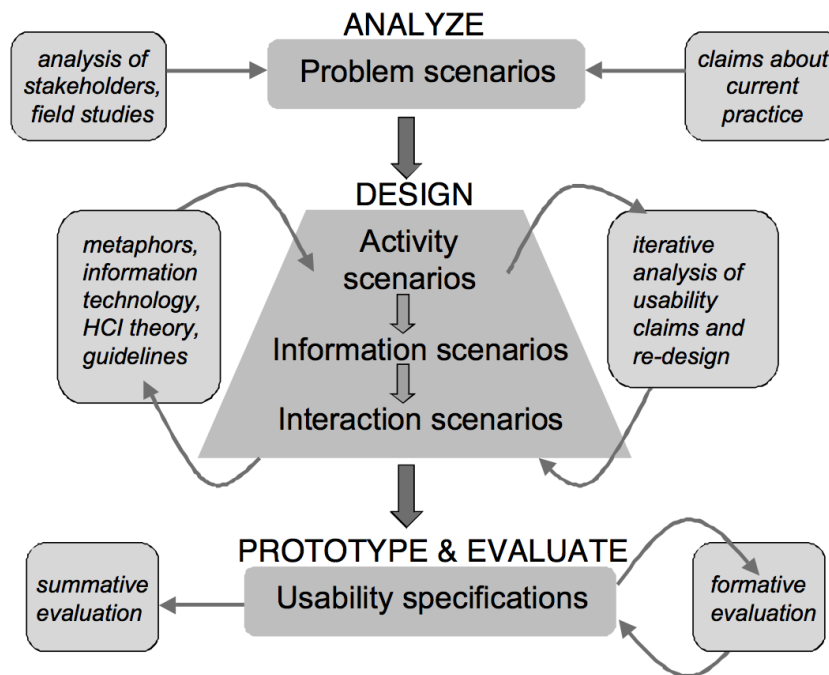 ANALYZE
analysis of
stakeholders,
field studies
Problem scenarios
claims about
current
practice
DESIGN
metaphors,
information
technology,
HCI theory,
guidelines
Activity
scenarios
Information scenarios
Interaction scenarios
iterative
analysis of
usability
claims and
re-design
PROTOTYPE & EVALUATE
summative
evaluation
Usability specifications
formative
evaluation